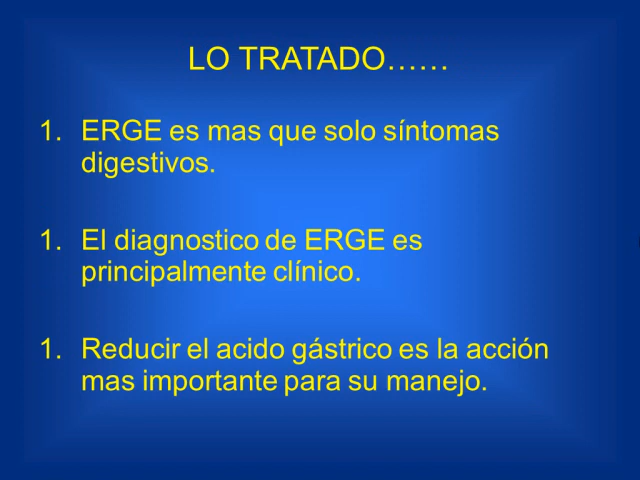 LO TRATADO……
1. ERGE es mas que solo síntomas
digestivos.
1. El diagnostico de ERGE es
principalmente clínico.
1. Reducir el acido gástrico es la acción
mas importante para su manejo.